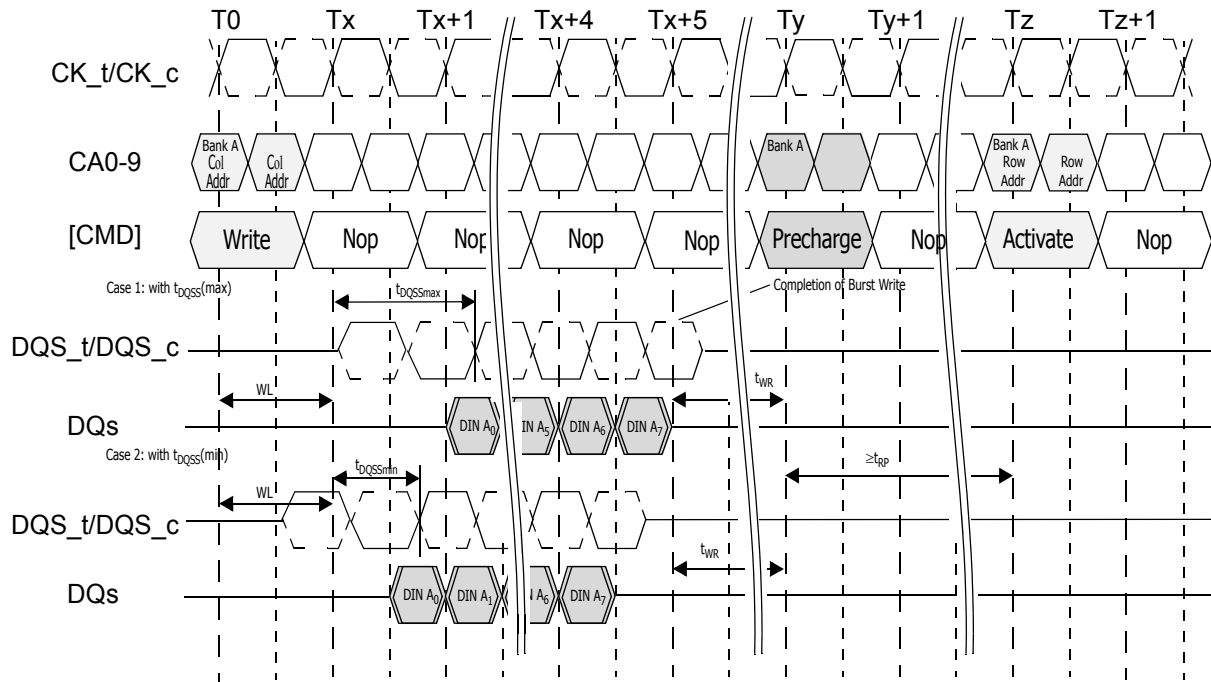 T0 Tx Tx+1 Tx+4 Tx+5 Ty Ty+1 Tz Tz+1
CK_t/CK_c
CA0-9
Bank A
Col
Addr
Col
Addr
Bank A
Bank A
Row
Addr
Row
Addr
[CMD]
Write Nop Nop Nop Nop Precharge Nop Activate Nop
Case 1: with tDQSS(max)
tDQSSmax
Completion of Burst Write
DQS_t/DQS_c
WL
tWR
DQs
DIN A0 IN A5 DIN A6 DIN A7
Case 2: with tDQSS(min)
tDQSSmin
≥tRP
WL
DQS_t/DQS_c
tWR
DQs
DIN A0 DIN A1 A6 DIN A7